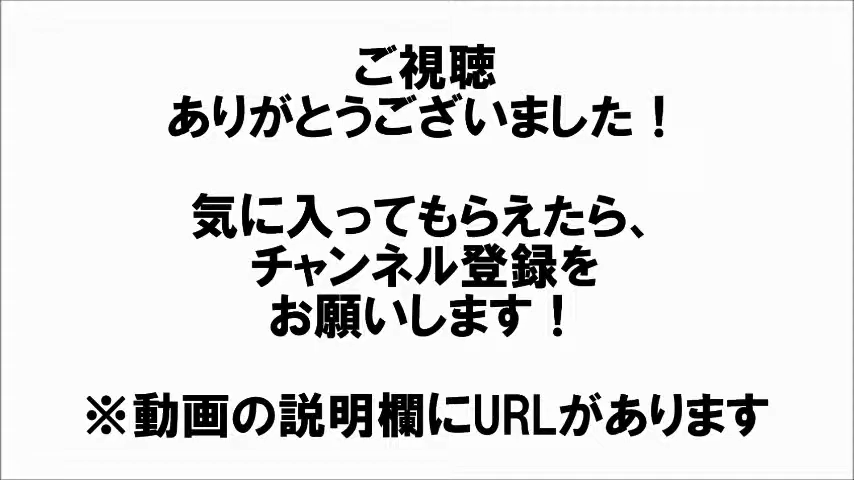 ご視聴
ありがとうございました！
気に入ってもらえたら、
チャンネル登録を
お願いします！
※動画の説明欄にURLがあります